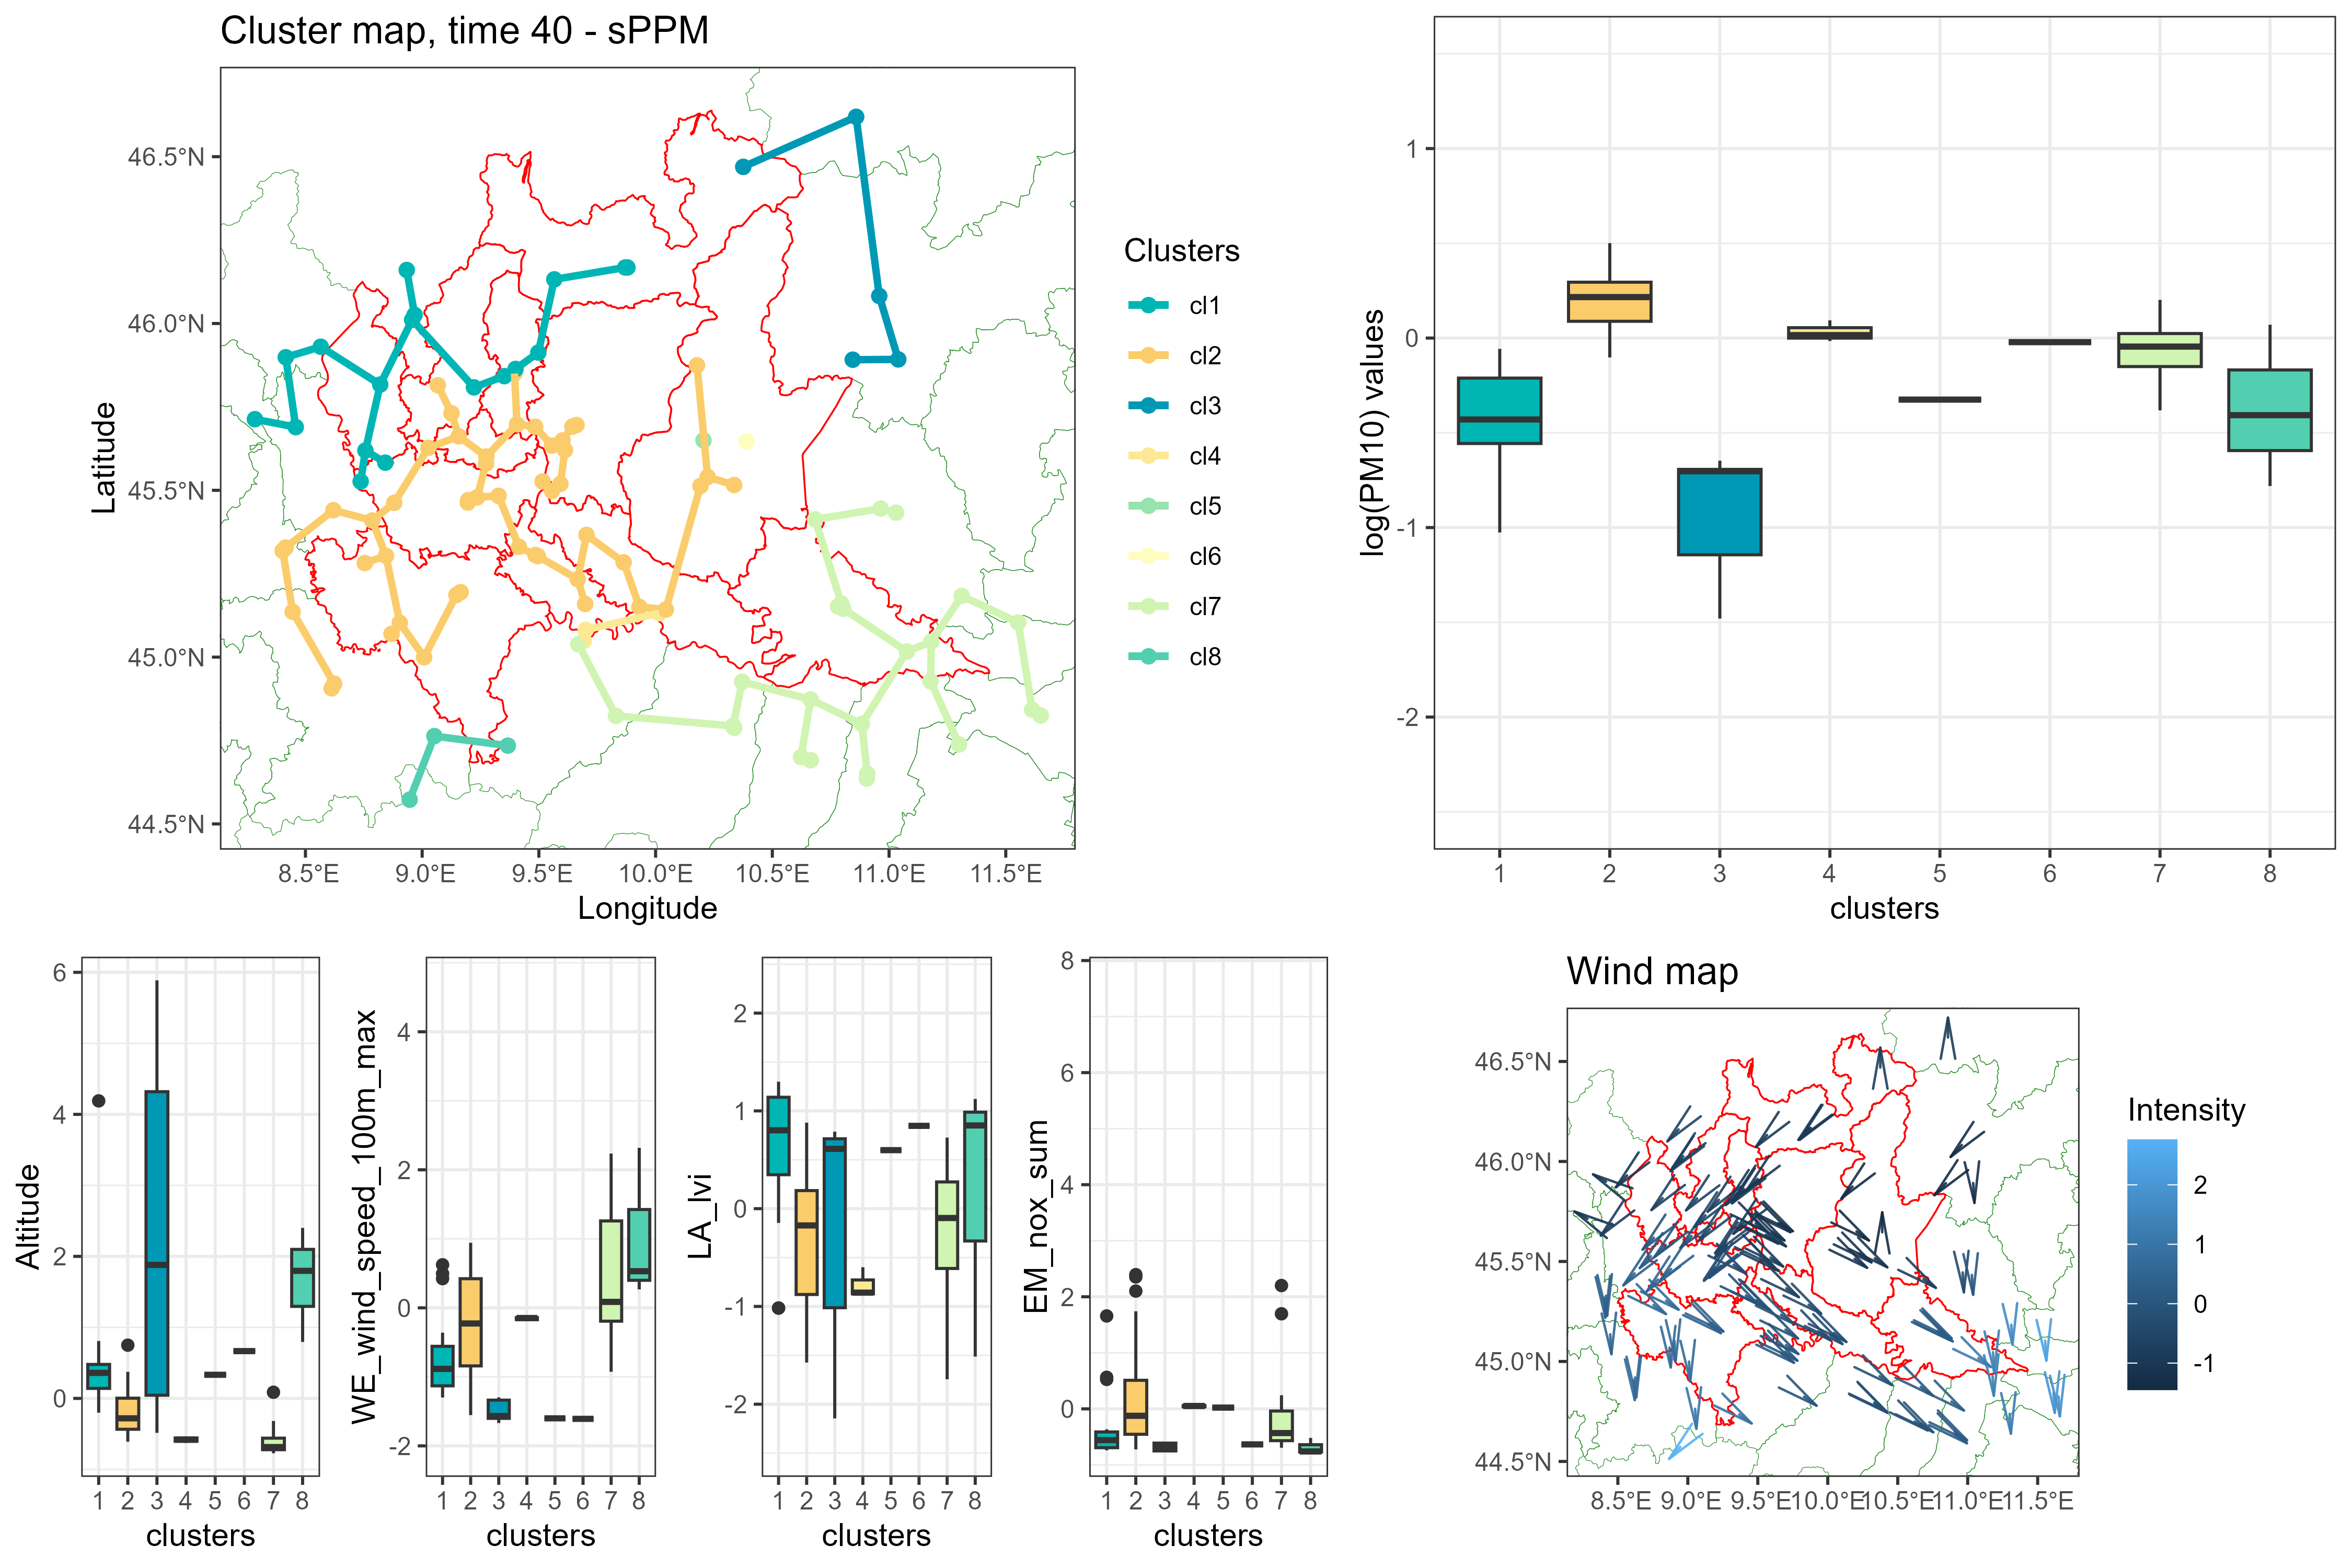 Cluster map, time 40 - sPPM
46.5°N
46.0°N
45.5°N
45.0°N
44.5°N
Latitude
8.5°E 9.0°E 9.5°E 10.0°E 10.5°E 11.0°E 11.5°E
Longitude
Clusters
cl1
cl2
cl3
cl4
cl5
cl6
cl7
cl8
log(PM10) values
1
0
-1
-2
1 2 3 4 5 6 7 8
clusters
Altitude
6
4
2
0
1 2 3 4 5 6 7 8
clusters
WE_wind_speed_100m_max
4
2
0
-2
1 2 3 4 5 6 7 8
clusters
LA_lvi
2
1
0
-1
-2
1 2 3 4 5 6 7 8
clusters
EM_nox_sum
8
6
4
2
0
1 2 3 4 5 6 7 8
clusters
Wind map
46.5°N
46.0°N
45.5°N
45.0°N
44.5°N
8.5°E 9.0°E 9.5°E 10.0°E 10.5°E 11.0°E 11.5°E
Intensity
2
1
0
-1